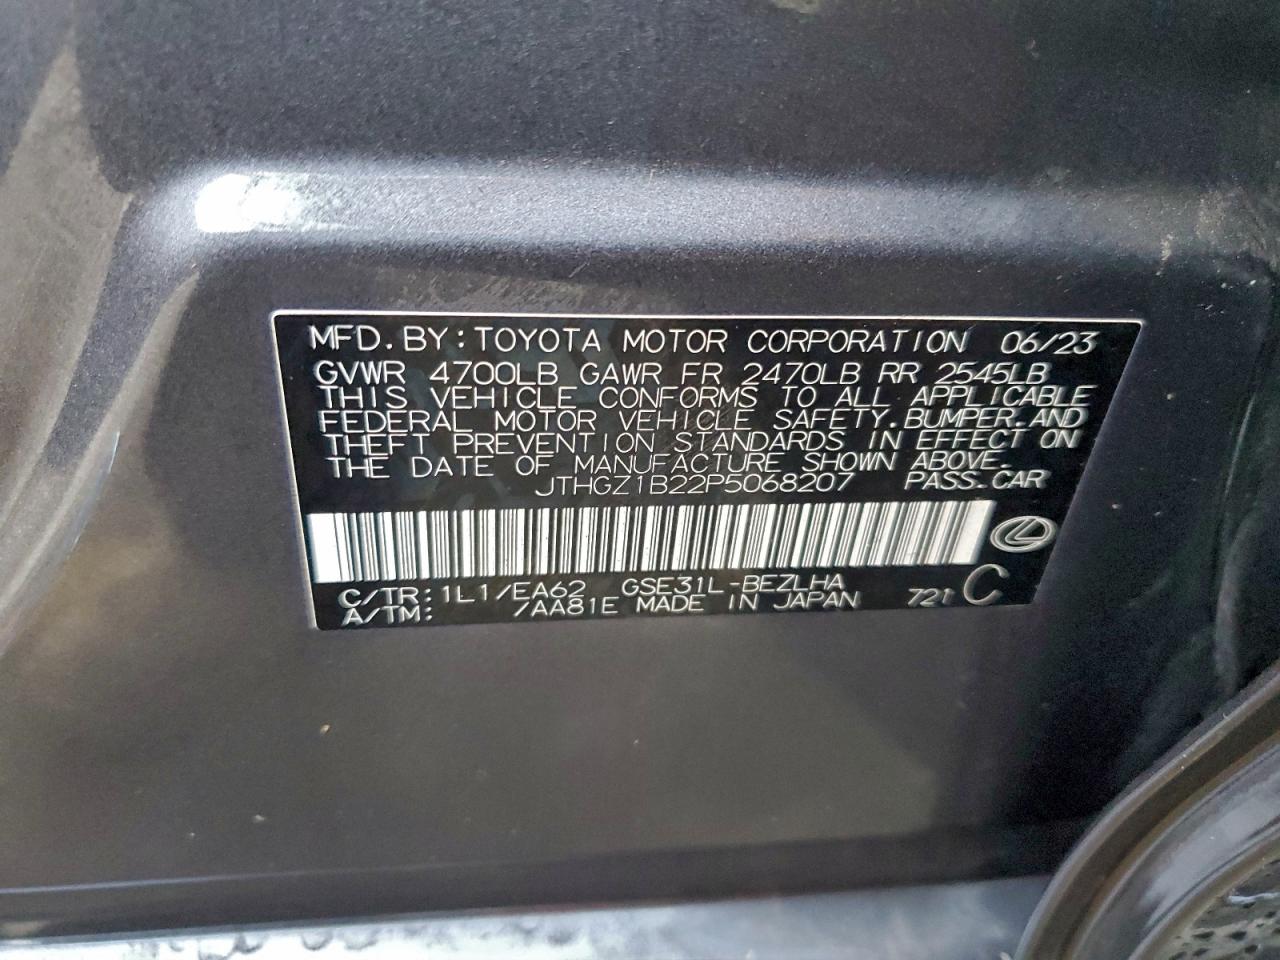 MFD. BY: TOYOTA MOTOR CORPORATION 06/23
GVWR 4700LB GAWR FR 2470LB RR 2545LB
THIS VEHICLE CONFORMS TO ALL APPLICABLE
FEDERAL MOTOR VEHICLE SAFETY, BUMPER, AND
THEFT PREVENTION STANDARDS IN EFFECT ON
THE DATE OF MANUFACTURE SHOWN ABOVE.
JTHGZ1B22P5068207 PASS.CAR
C/TR: 1L1/EA62 GSE31L-BEZLHA
A/TM: /AA81E MADE IN JAPAN 721 C